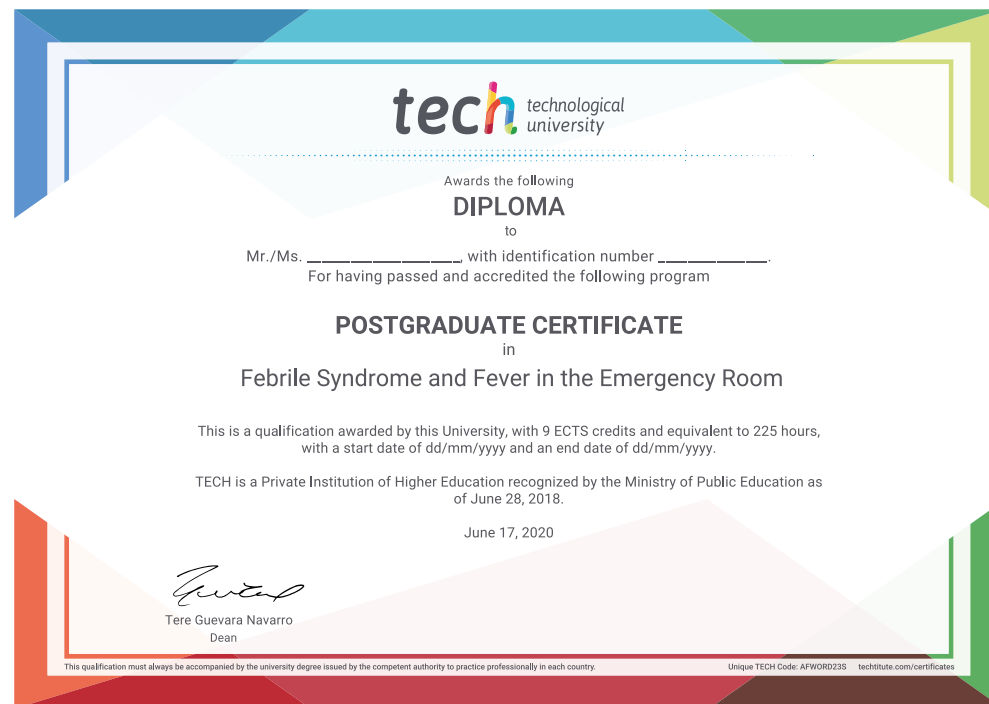 tech technological
university
Awards the following
DIPLOMA
to
Mr./Ms. ____________________, with identification number ______________.
For having passed and accredited the following program
POSTGRADUATE CERTIFICATE
in
Febrile Syndrome and Fever in the Emergency Room
This is a qualification awarded by this University, with 9 ECTS credits and equivalent to 225 hours,
with a start date of dd/mm/yyyy and an end date of dd/mm/yyyy.
TECH is a Private Institution of Higher Education recognized by the Ministry of Public Education as
of June 28, 2018.
June 17, 2020
Tere Guevara Navarro
Dean
This qualification must always be accompanied by the university degree issued by the competent authority to practice professionally in each country. Unique TECH Code: AFWORD23S techtitute.com/certificates